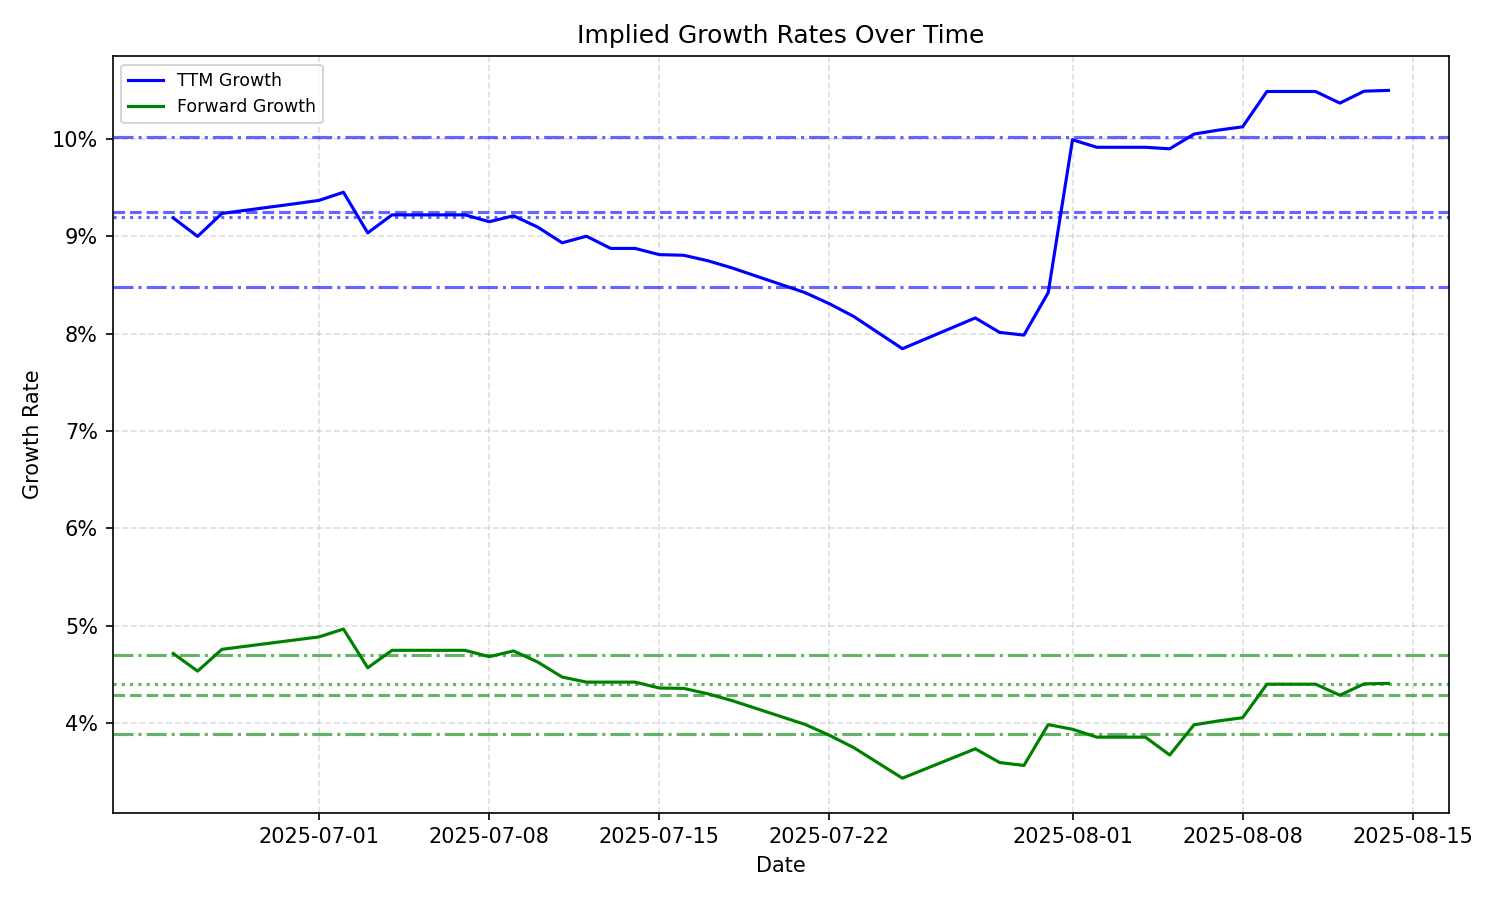 Implied Growth Rates Over Time
TTM Growth
Forward Growth
10%
9%
8%
7%
6%
5%
4%
Growth Rate
2025-07-01
2025-07-08
2025-07-15
2025-07-22
2025-08-01
2025-08-08
2025-08-15
Date